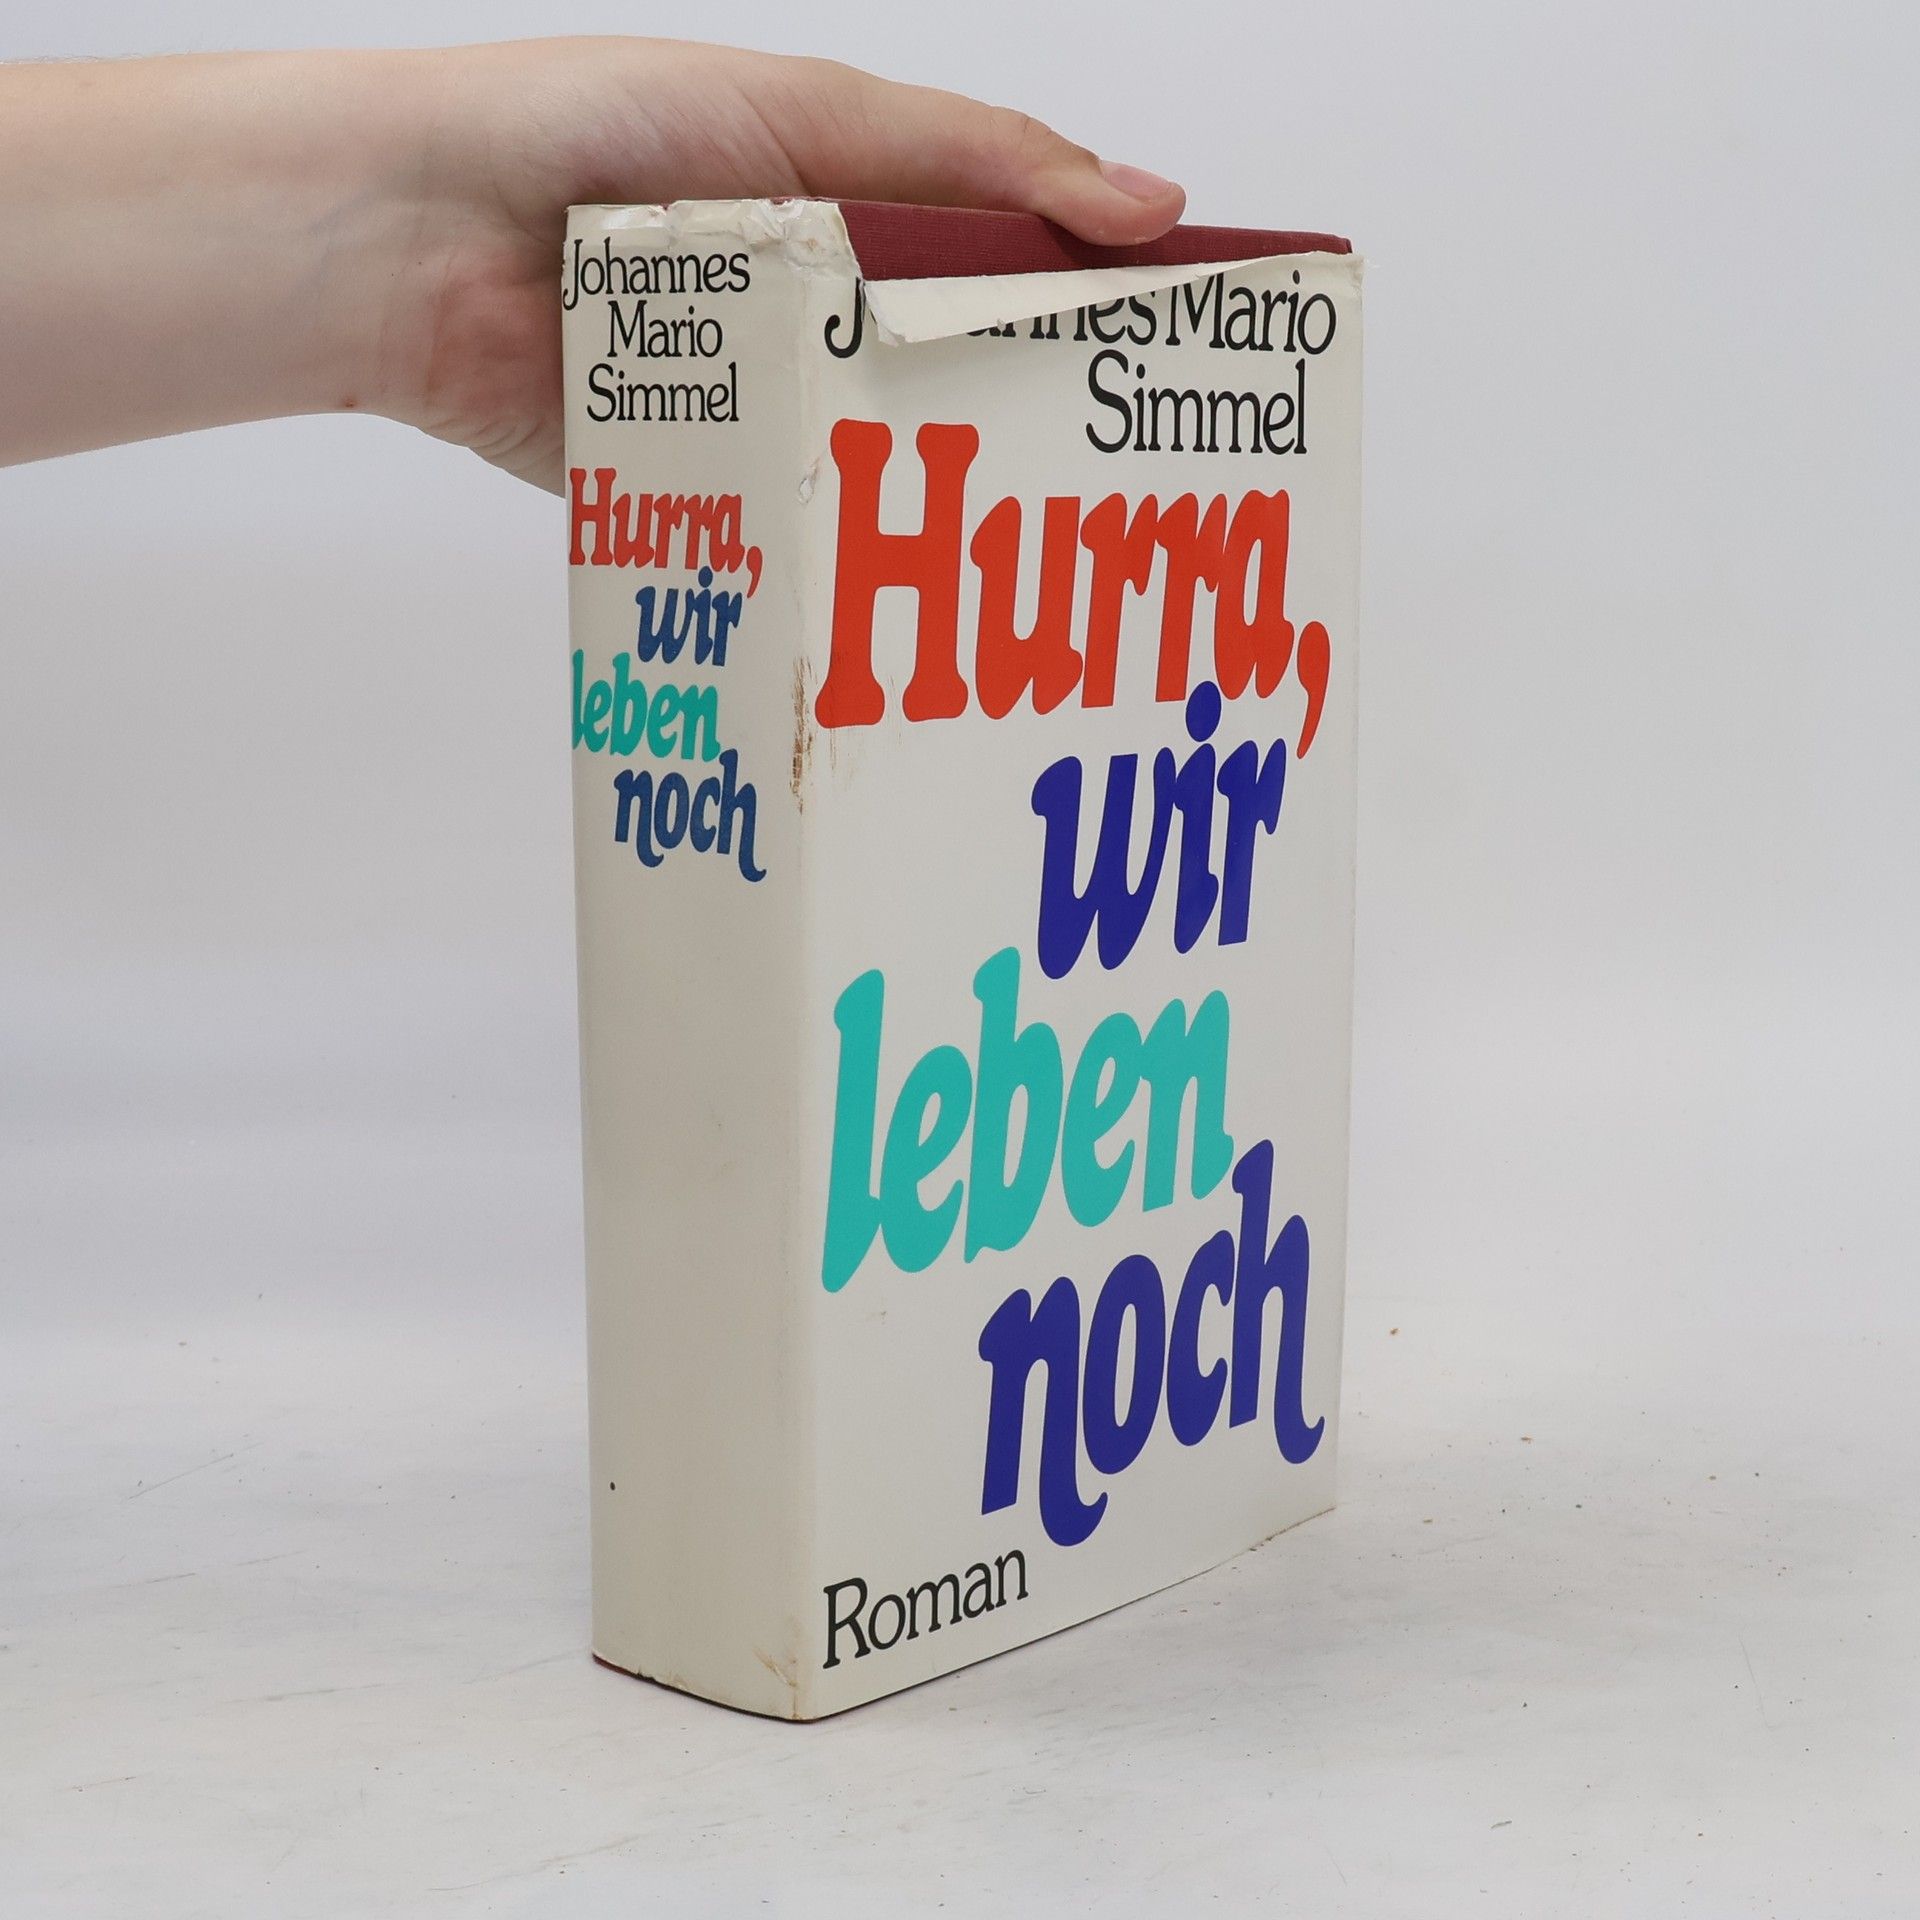 Johannes
Mario
Simmel
Hurra,
wir
leben
noch
Mario
Simmel
Hurra,
wir
leben
noch
Roman